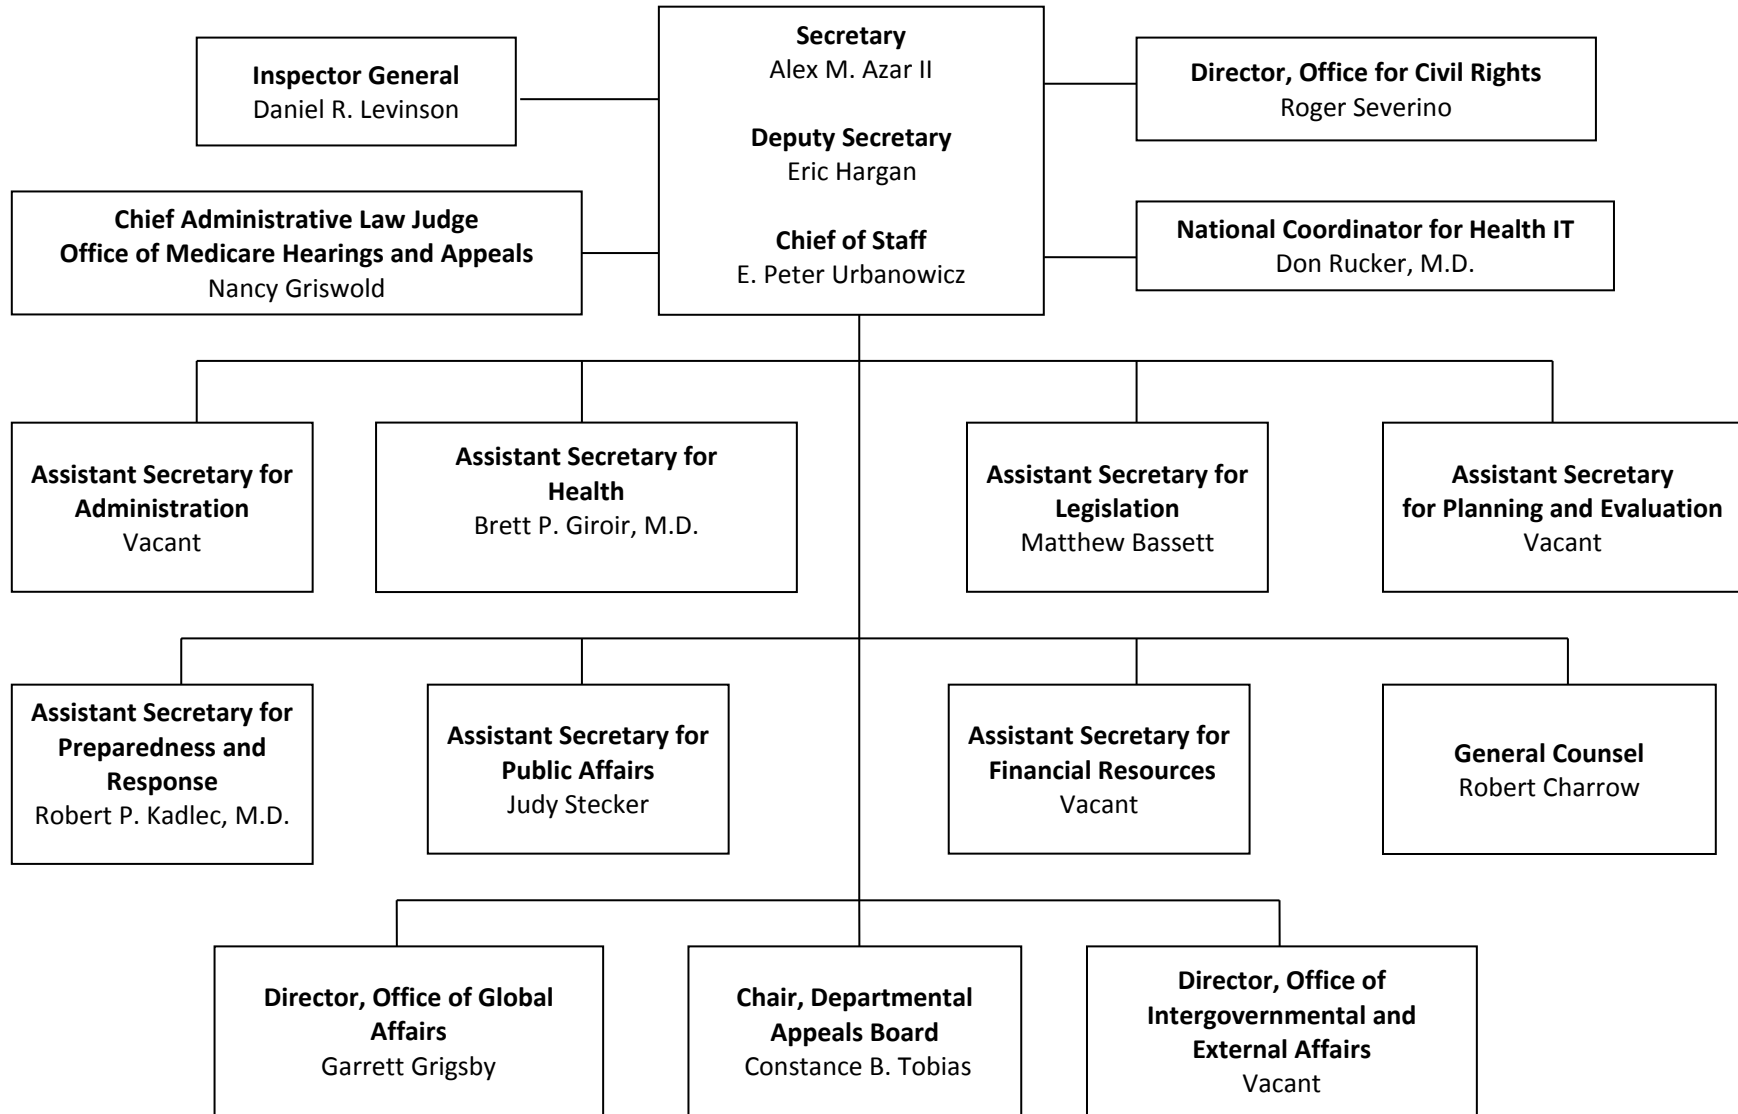 Secretary
Alex M. Azar II
Deputy Secretary
Eric Hargan
Chief of Staff
E. Peter Urbanowicz
Inspector General
Daniel R. Levinson
Director, Office for Civil Rights
Roger Severino
Chief Administrative Law Judge
Office of Medicare Hearings and Appeals
Nancy Griswold
National Coordinator for Health IT
Don Rucker, M.D.
Assistant Secretary for
Administration
Vacant
Assistant Secretary for
Health
Brett P. Giroir, M.D.
Assistant Secretary for
Legislation
Matthew Bassett
Assistant Secretary
for Planning and Evaluation
Vacant
Assistant Secretary for
Preparedness and
Response
Robert P. Kadlec, M.D.
Assistant Secretary for
Public Affairs
Judy Stecker
Assistant Secretary for
Financial Resources
Vacant
General Counsel
Robert Charrow
Director, Office of Global
Affairs
Garrett Grigsby
Chair, Departmental
Appeals Board
Constance B. Tobias
Director, Office of
Intergovernmental and
External Affairs
Vacant